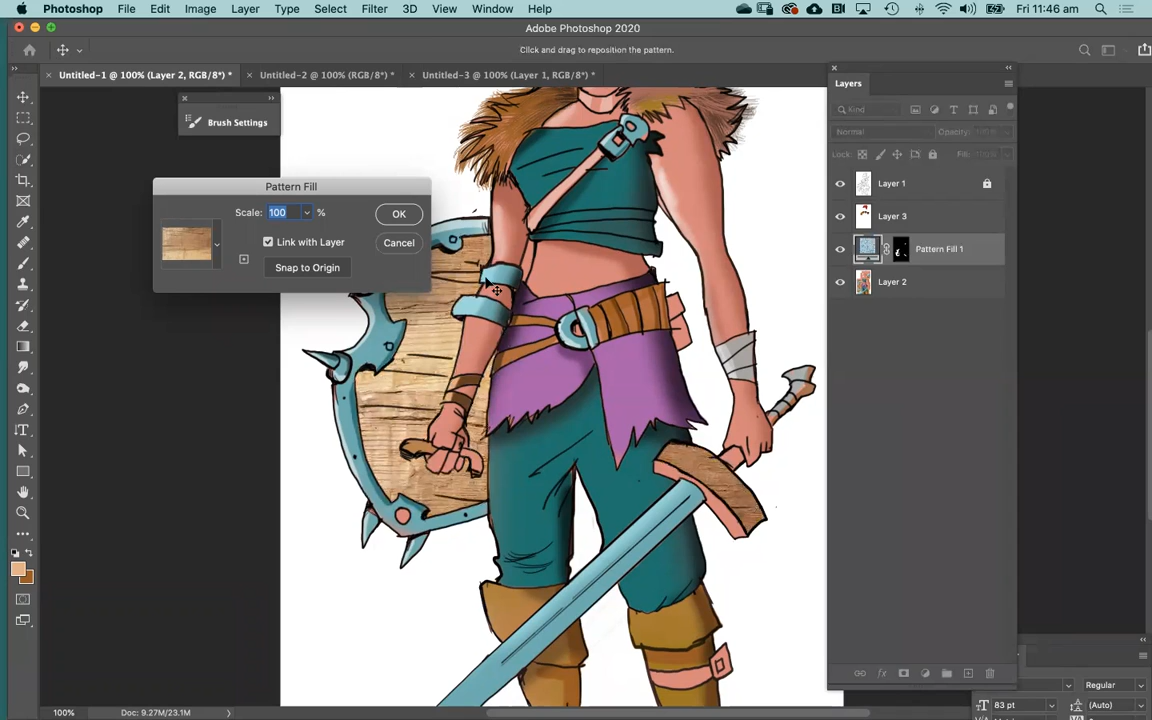 Photoshop File Edit Image Layer Type Select Filter 3D View Window Help Fri 11:46 am
Adobe Photoshop 2020
Click and drag to reposition the pattern.
Untitled-1 @ 100% (Layer 2, RGB/8*) * Untitled-2 @ 100% (RGB/8*) * Untitled-3 @ 100% (Layer 1, RGB/8*) *
Layers
Brush Settings
Kind
Normal Opacity: 100%
Lock: Fill:
Pattern Fill
Scale: 100 %
OK
Link with Layer
Cancel
Snap to Origin
Layer 1
Layer 3
Pattern Fill 1
Layer 2
Regular
83 pt (Auto)
100% Doc: 9.27M/23.1M